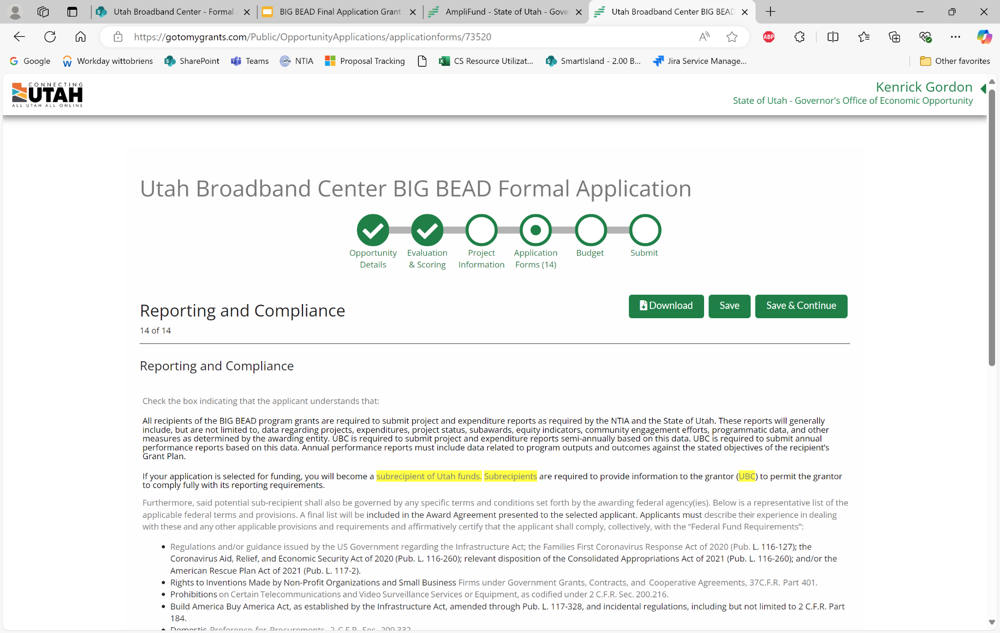 Utah Broadband Center - Formal
BIG BEAD Final Application Grant
AmpliFund - State of Utah - Gove
Utah Broadband Center BIG BEAD
https://gotomygrants.com/Public/OpportunityApplications/applicationforms/73520
ABP
Google
Workday wittobriens
SharePoint
Teams
NTIA
Proposal Tracking
CS Resource Utilizat...
SmartIsland - 2.00 B...
Jira Service Manage...
Other favorites
CONNECTING
UTAH
ALL UTAH ALL ONLINE
Kenrick Gordon
State of Utah - Governor's Office of Economic Opportunity
Utah Broadband Center BIG BEAD Formal Application
Opportunity
Details
Evaluation
& Scoring
Project
Information
Application
Forms (14)
Budget
Submit
Reporting and Compliance
14 of 14
Download
Save
Save & Continue
Reporting and Compliance
Check the box indicating that the applicant understands that:
All recipients of the BIG BEAD program grants are required to submit project and expenditure reports as required by the NTIA and the State of Utah. These reports will generally
include, but are not limited to, data regarding projects, expenditures, project status, subawards, equity indicators, community engagement efforts, programmatic data, and other
measures as determined by the awarding entity. UBC is required to submit project and expenditure reports semi-annually based on this data. UBC is required to submit annual
performance reports based on this data. Annual performance reports must include data related to program outputs and outcomes against the stated objectives of the recipient's
Grant Plan.
If your application is selected for funding, you will become a subrecipient of Utah funds. Subrecipients are required to provide information to the grantor (UBC) to permit the grantor
to comply fully with its reporting requirements.
Furthermore, said potential sub-recipient shall also be governed by any specific terms and conditions set forth by the awarding federal agency(ies). Below is a representative list of the
applicable federal terms and provisions. A final list will be included in the Award Agreement presented to the selected applicant. Applicants must describe their experience in dealing
with these and any other applicable provisions and requirements and affirmatively certify that the applicant shall comply, collectively, with the “Federal Fund Requirements”:
• Regulations and/or guidance issued by the US Government regarding the Infrastructure Act; the Families First Coronavirus Response Act of 2020 (Pub. L. 116-127); the
Coronavirus Aid, Relief, and Economic Security Act of 2020 (Pub. L. 116-260); relevant disposition of the Consolidated Appropriations Act of 2021 (Pub. L. 116-260); and/or the
American Rescue Plan Act of 2021 (Pub. L. 117-2).
• Rights to Inventions Made by Non-Profit Organizations and Small Business Firms under Government Grants, Contracts, and Cooperative Agreements, 37C.F.R. Part 401.
• Prohibitions on Certain Telecommunications and Video Surveillance Services or Equipment, as codified under 2 C.F.R. Sec. 200.216.
• Build America Buy America Act, as established by the Infrastructure Act, amended through Pub. L. 117-328, and incidental regulations, including but not limited to 2 C.F.R. Part
184.
• Domestic Preference for Procurements, 2 C.F.R. Sec. 200.332